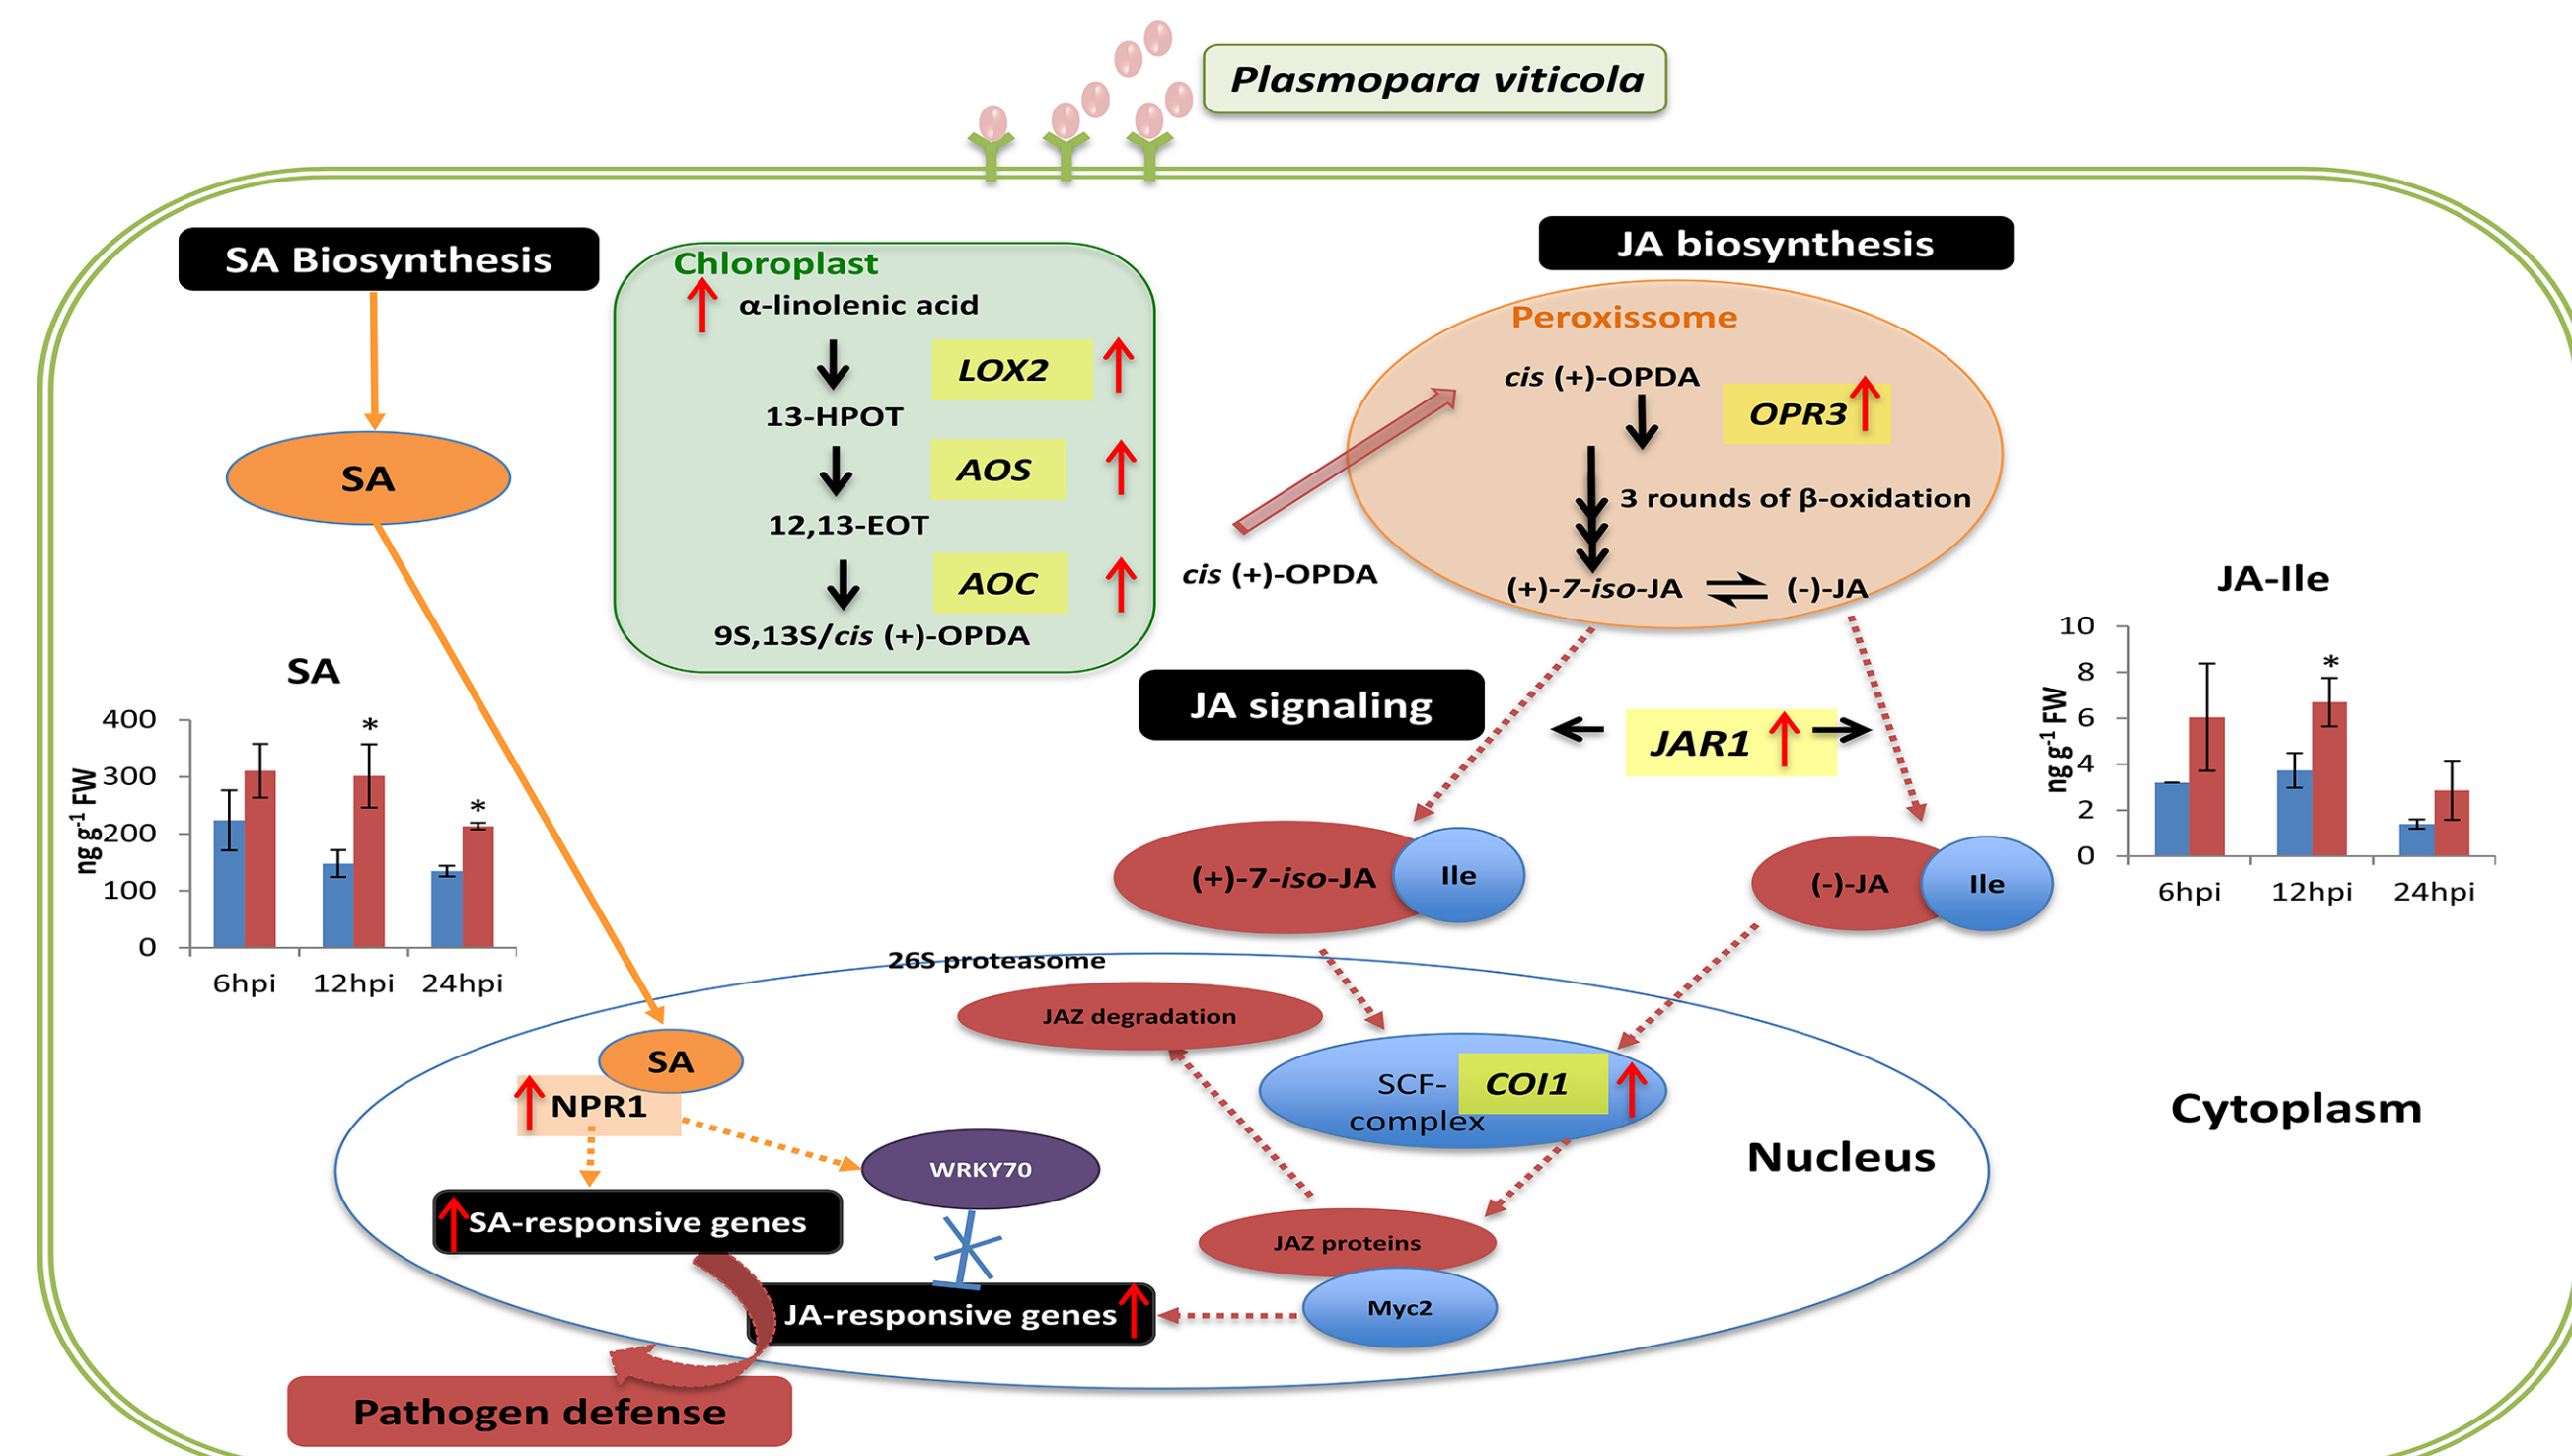 Plasmopara viticola
SA Biosynthesis
SA
Chloroplast
α-linolenic acid
LOX2
13-HPOT
AOS
12,13-EOT
AOC
9S,13S/cis (+)-OPDA
cis (+)-OPDA
JA biosynthesis
Peroxissome
cis (+)-OPDA
OPR3
3 rounds of β-oxidation
(+)-7-iso-JA
(-)-JA
JA signaling
JAR1
(+)-7-iso-JA
Ile
(-)-JA
Ile
SA
ng g-1 FW
400
300
200
100
0
6hpi 12hpi 24hpi
*
*
JA-Ile
ng g-1 FW
10
8
6
4
2
0
6hpi 12hpi 24hpi
*
26S proteasome
JAZ degradation
SA
NPR1
SCF-
complex
COI1
WRKY70
Nucleus
Cytoplasm
SA-responsive genes
JAZ proteins
JA-responsive genes
Myc2
Pathogen defense